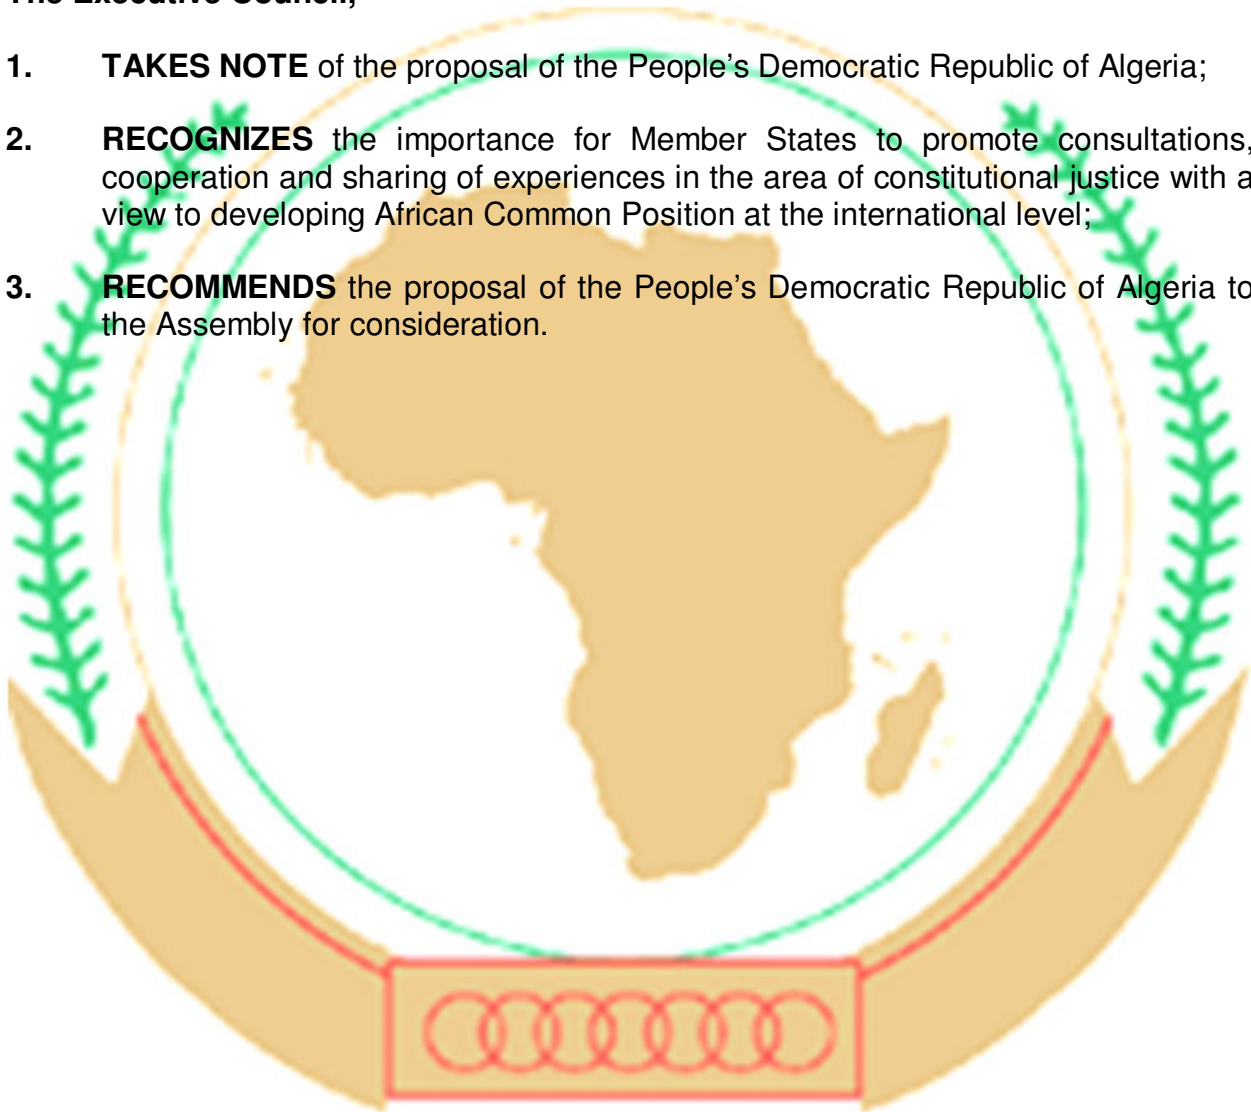 The Executive Council,
1. TAKES NOTE of the proposal of the People's Democratic Republic of Algeria;
2. RECOGNIZES the importance for Member States to promote consultations,
cooperation and sharing of experiences in the area of constitutional justice with a
view to developing African Common Position at the international level;
3. RECOMMENDS the proposal of the People's Democratic Republic of Algeria to
the Assembly for consideration.